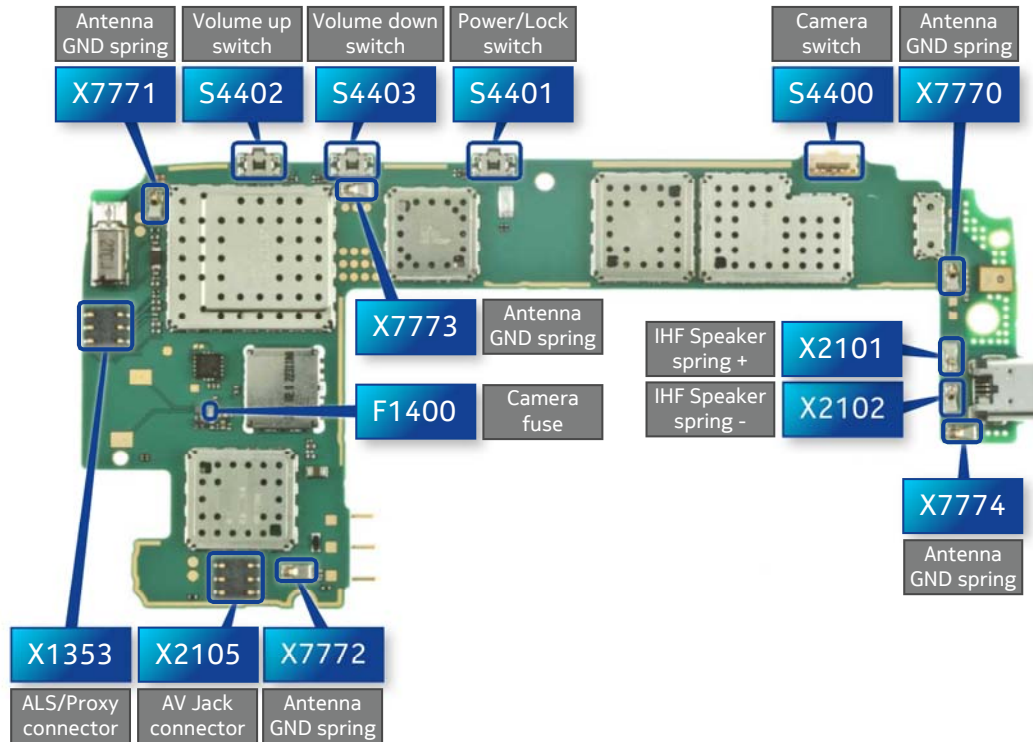 Antenna
GND spring
X7771
Volume up
switch
S4402
Volume down
switch
S4403
Power/Lock
switch
S4401
Camera
switch
S4400
Antenna
GND spring
X7770
X7773
Antenna
GND spring
F1400
Camera
fuse
IHF Speaker
spring +
X2101
IHF Speaker
spring -
X2102
X7774
Antenna
GND spring
X1353
ALS/Proxy
connector
X2105
AV Jack
connector
X7772
Antenna
GND spring